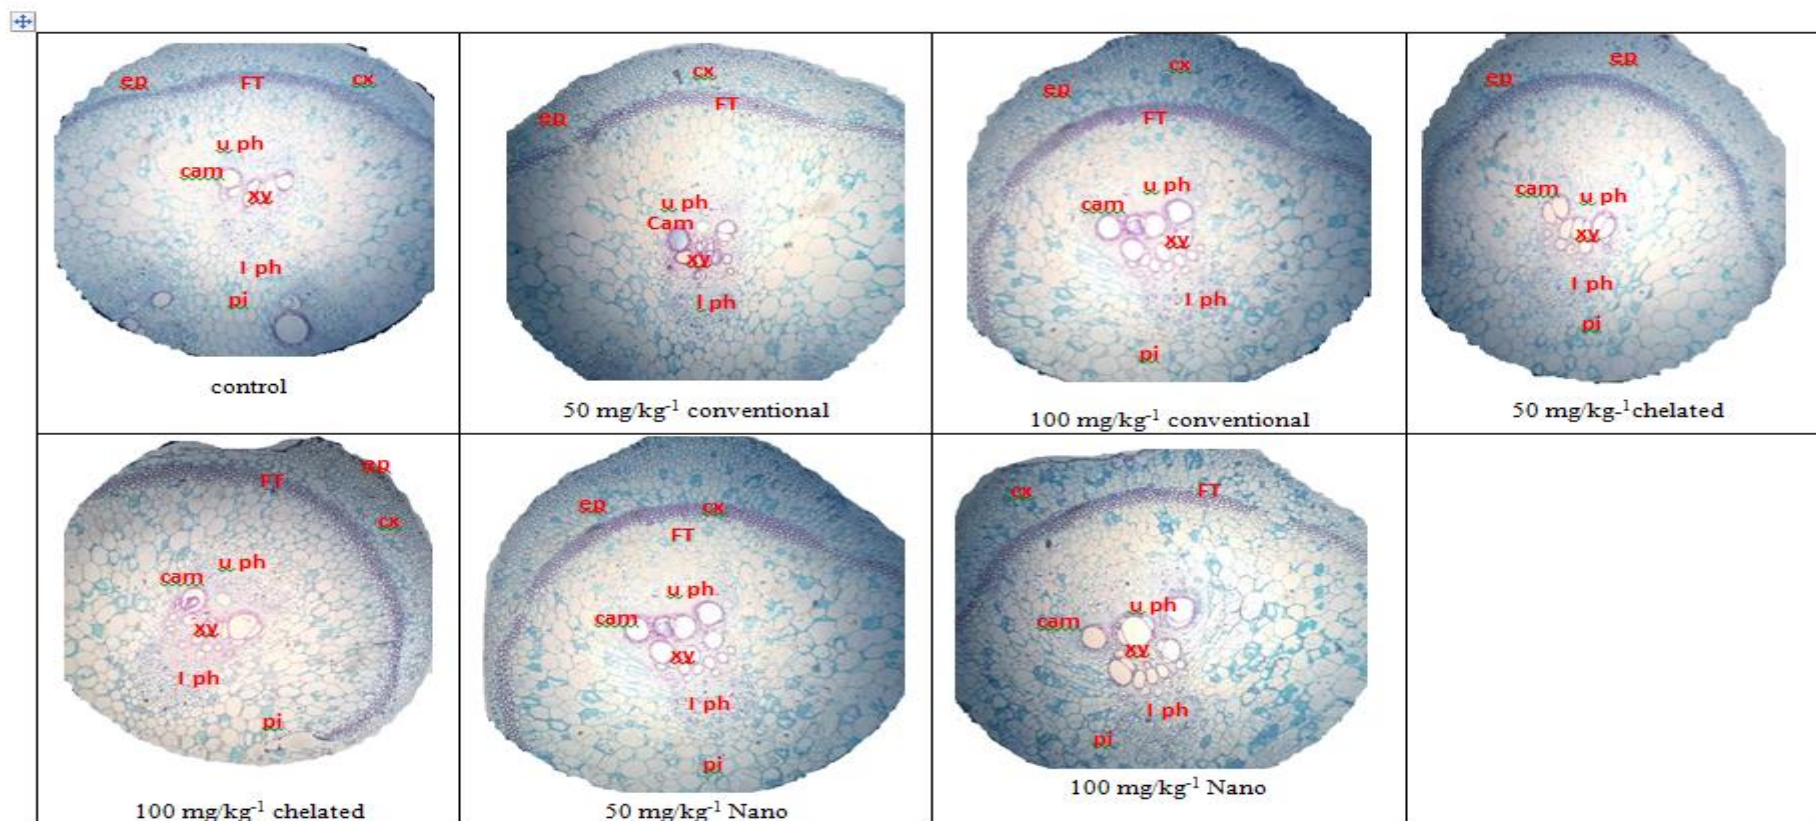 ep FT cx
u ph
cam
xy
l ph
pi
control
cx
FT
ep
u ph
Cam
xy
l ph
50 mg/kg⁻¹ conventional
cx
ep
FT
u ph
cam
xy
l ph
pi
100 mg/kg⁻¹ conventional
ep
ep
cam
u ph
xy
l ph
pi
50 mg/kg-¹chelated
ep
FT
cx
u ph
cam
xy
l ph
pi
100 mg/kg⁻¹ chelated
ep cx
FT
u ph
cam
xy
l ph
pi
50 mg/kg⁻¹ Nano
cx FT
u ph
cam
xy
l ph
pi
100 mg/kg⁻¹ Nano